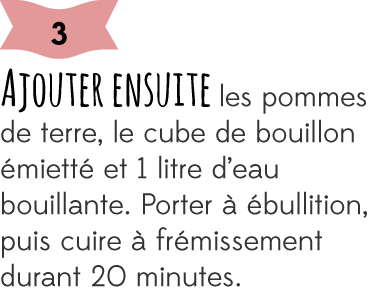 3
AJOUTER ENSUITE les pommes
de terre, le cube de bouillon
émietté et 1 litre d'eau
bouillante. Porter à ébullition,
puis cuire à frémissement
durant 20 minutes.